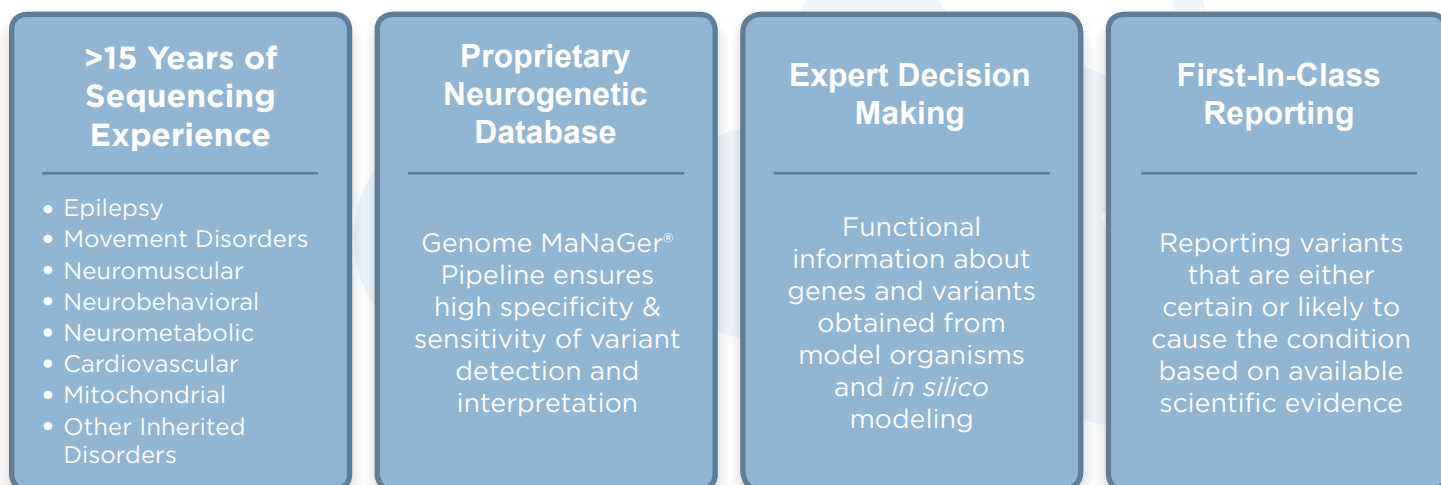 >15 Years of
Sequencing
Experience
• Epilepsy
• Movement Disorders
• Neuromuscular
• Neurobehavioral
• Neurometabolic
• Cardiovascular
• Mitochondrial
• Other Inherited
Disorders
Proprietary
Neurogenetic
Database
Genome MaNaGer®
Pipeline ensures
high specificity &
sensitivity of variant
detection and
interpretation
Expert Decision
Making
Functional
information about
genes and variants
obtained from
model organisms
and in silico
modeling
First-In-Class
Reporting
Reporting variants
that are either
certain or likely to
cause the condition
based on available
scientific evidence